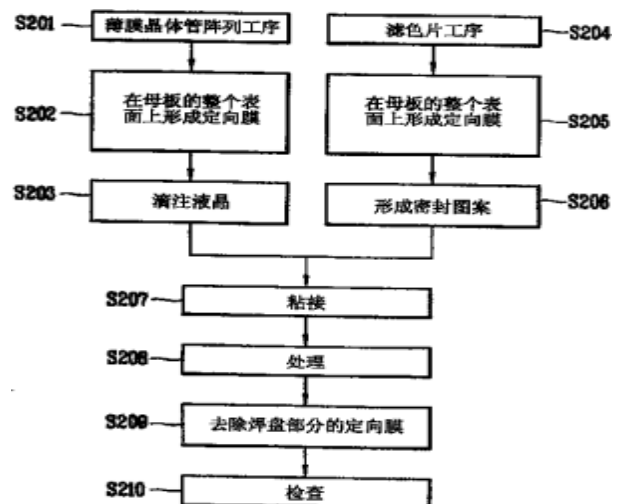 S201
薄膜晶体管阵列工序
滤色片工序
S204
S202
在母板的整个表
面上形成定向膜
在母板的整个表
面上形成定向膜
S205
S203
滴注液晶
形成密封图案
S206
S207
粘接
S208
处理
S209
去除焊盘部分的定向膜
S210
检查